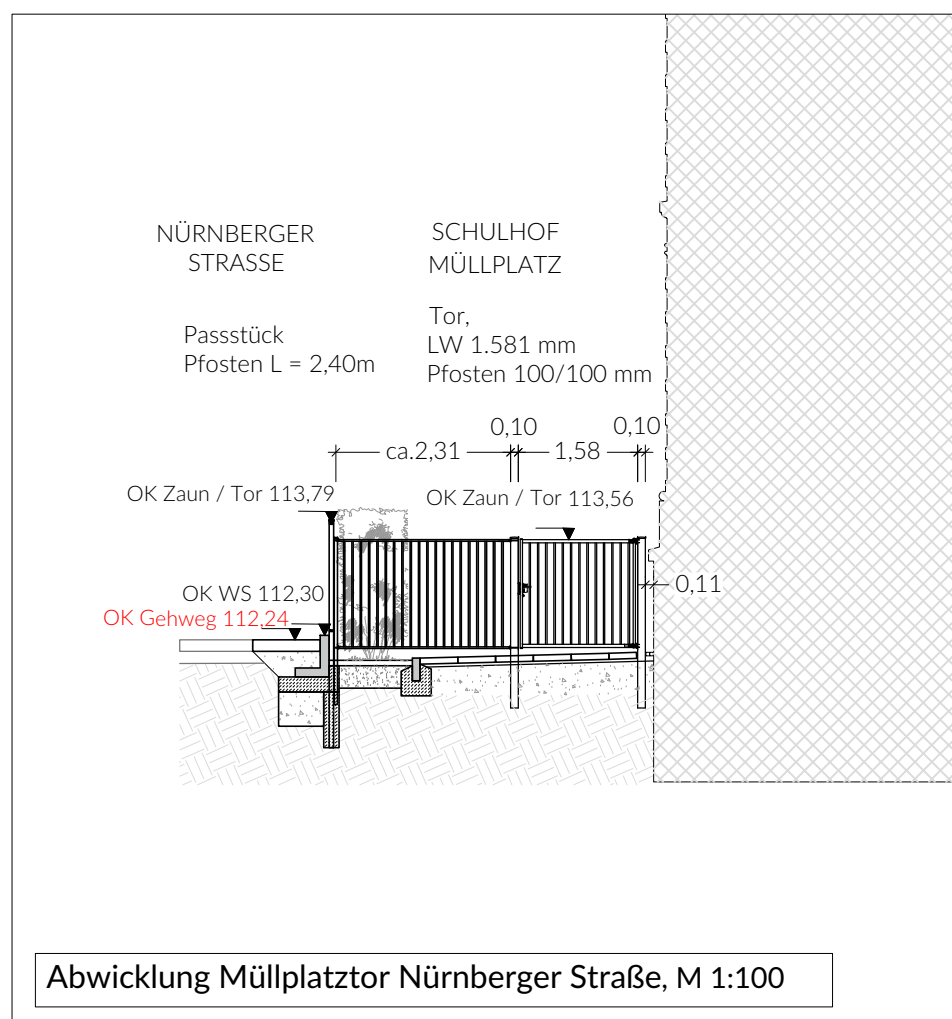 NÜRNBERGER
STRASSE
SCHULHOF
MÜLLPLATZ
Passstück
Pfosten L = 2,40m
Tor,
LW 1.581 mm
Pfosten 100/100 mm
0,10
0,10
ca.2,31
1,58
OK Zaun / Tor 113,79
OK Zaun / Tor 113,56
OK WS 112,30
0,11
OK Gehweg 112,24
Abwicklung Müllplatztor Nürnberger Straße, M 1:100